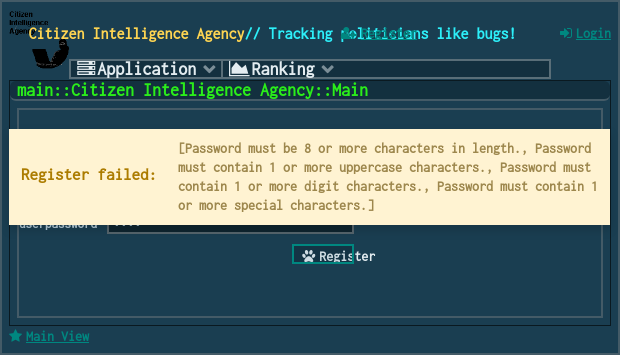 Citizen
Intelligence
Agen
Citizen Intelligence Agency// Tracking politicians like bugs!
Register
Login
Application
Ranking
main::Citizen Intelligence Agency::Main
Register failed:
[Password must be 8 or more characters in length., Password
must contain 1 or more uppercase characters., Password must
contain 1 or more digit characters., Password must contain 1
or more special characters.]
userpassword
Register
Main View